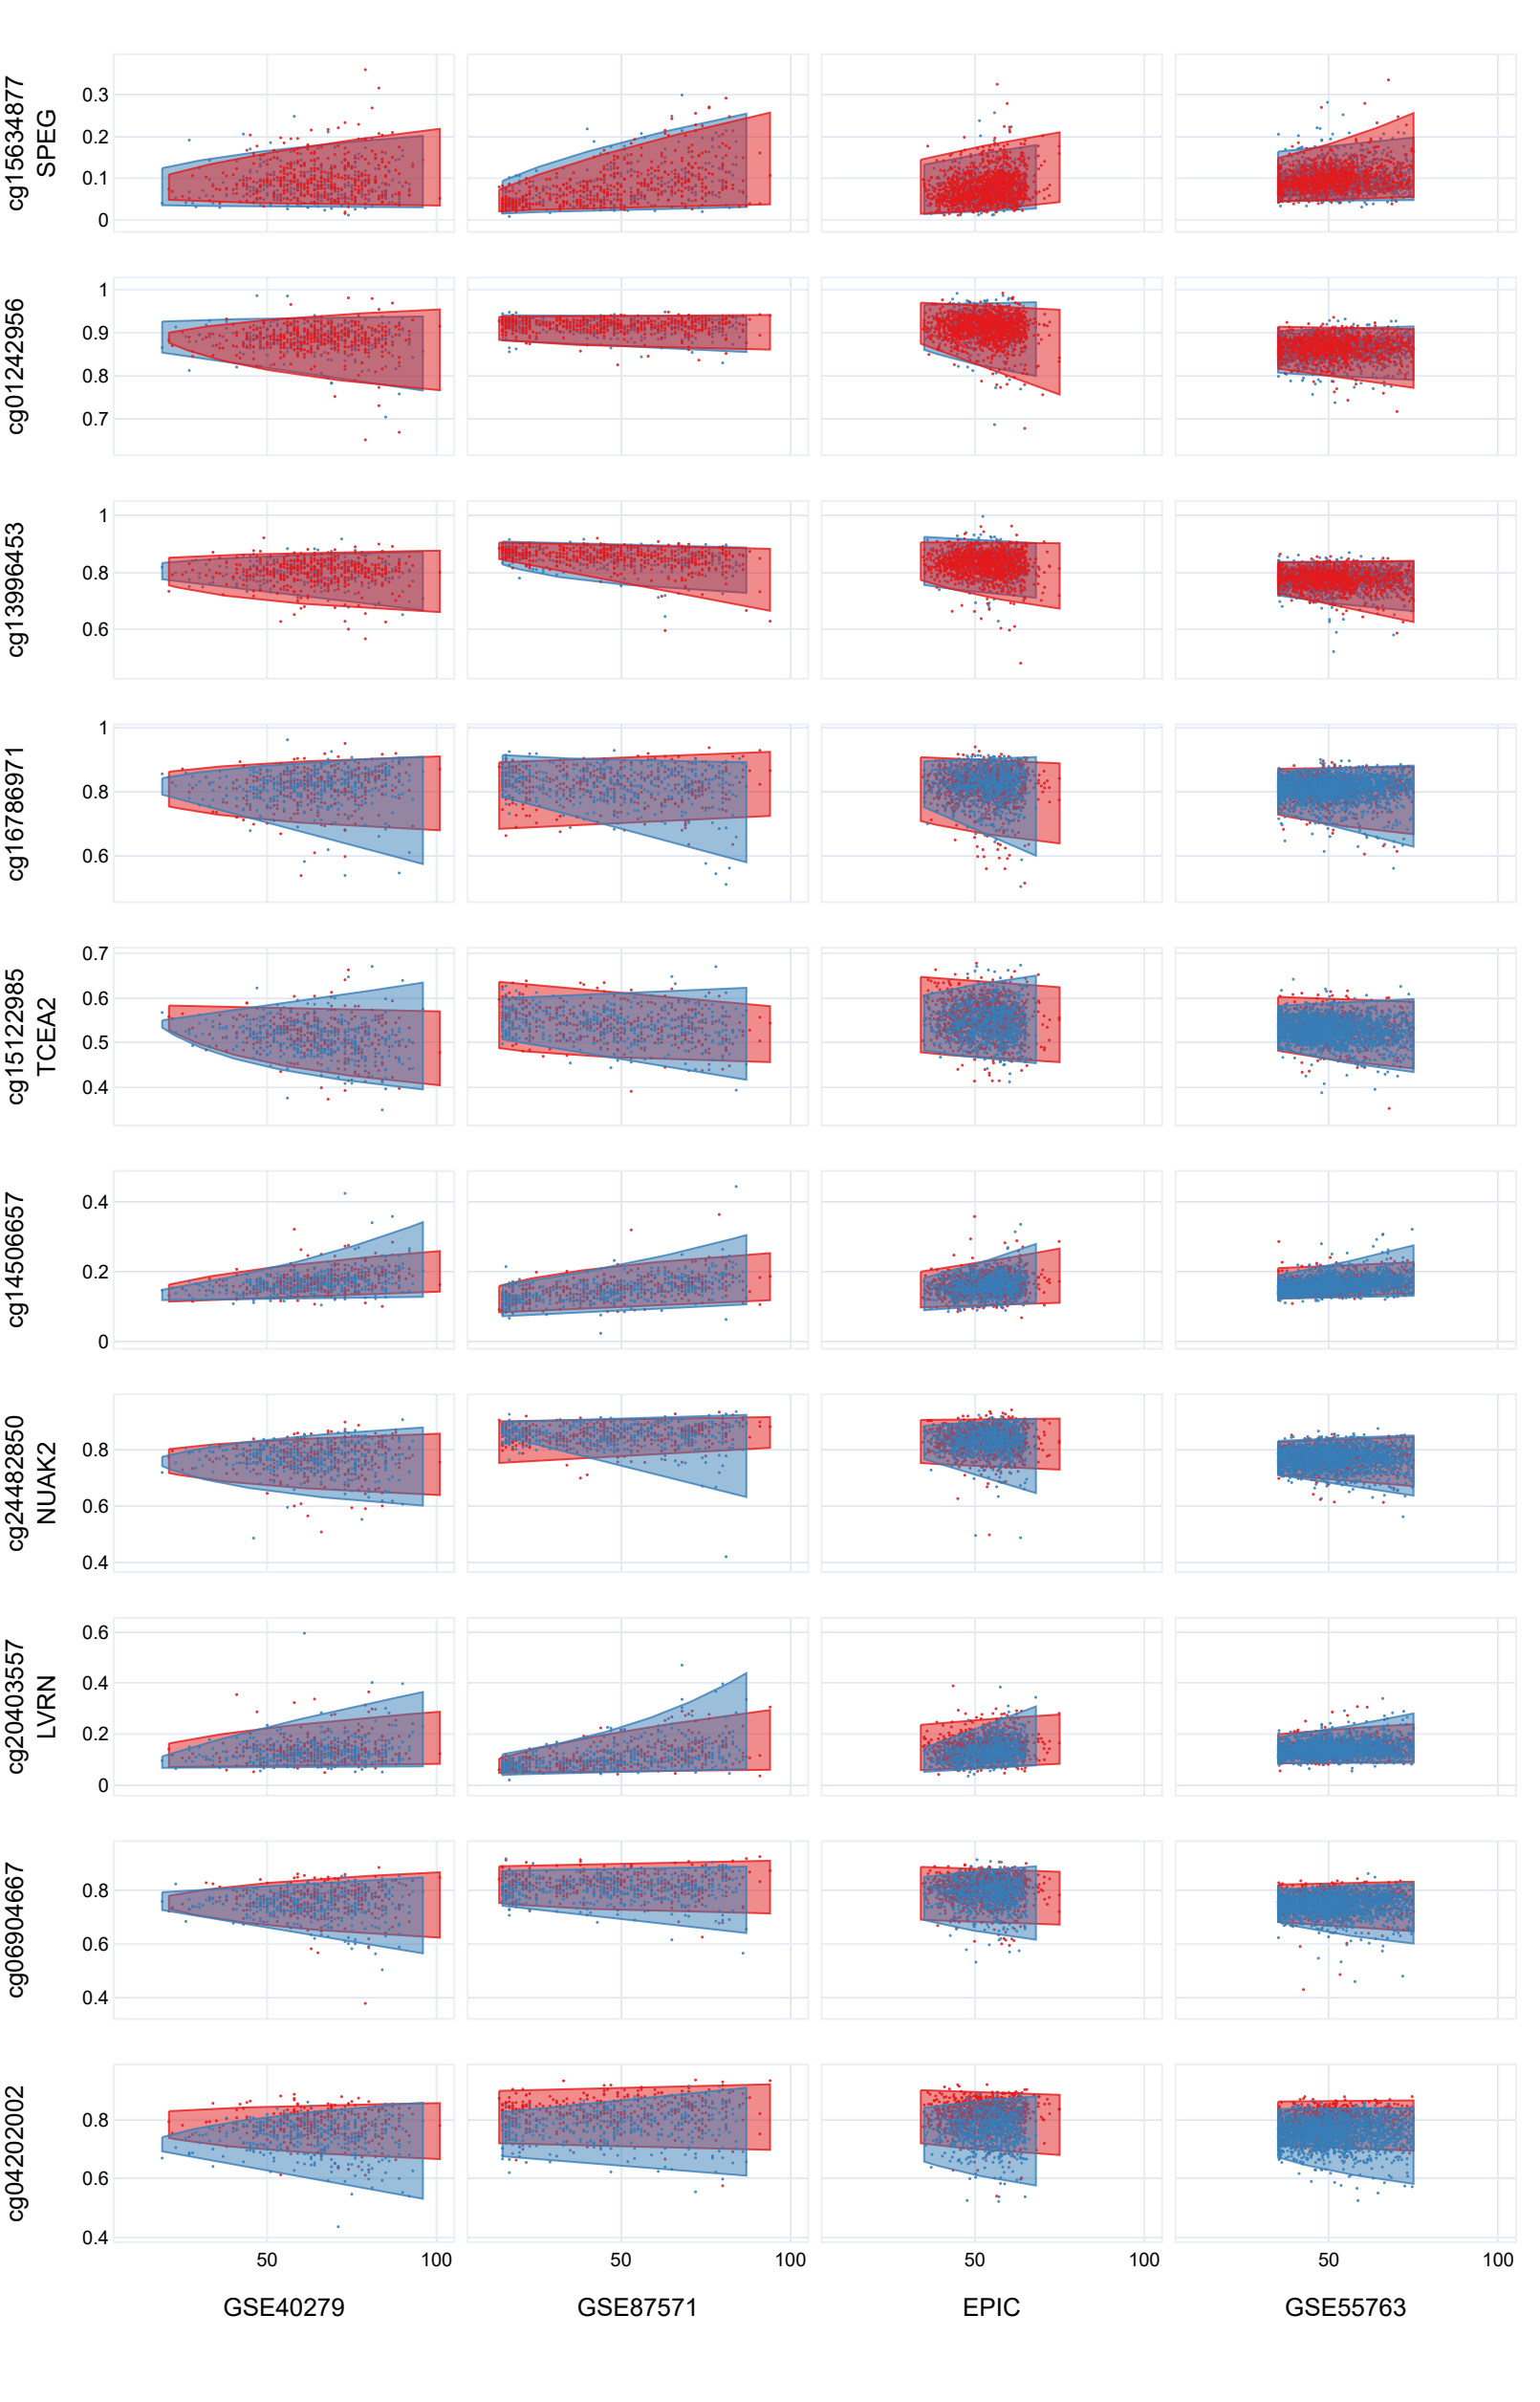 cg15634877
SPEG
0.3
0.2
0.1
0
cg01242956
1
0.9
0.8
0.7
cg13996453
1
0.8
0.6
cg16786971
1
0.8
0.6
cg15122985
TCEA2
0.7
0.6
0.5
0.4
cg14506657
0.4
0.2
0
cg24482850
NUAK2
0.8
0.6
0.4
cg20403557
LVRN
0.6
0.4
0.2
0
cg06904667
0.8
0.6
0.4
cg04202002
0.8
0.6
0.4
50 100 50 100 50 100 50 100
GSE40279 GSE87571 EPIC GSE55763